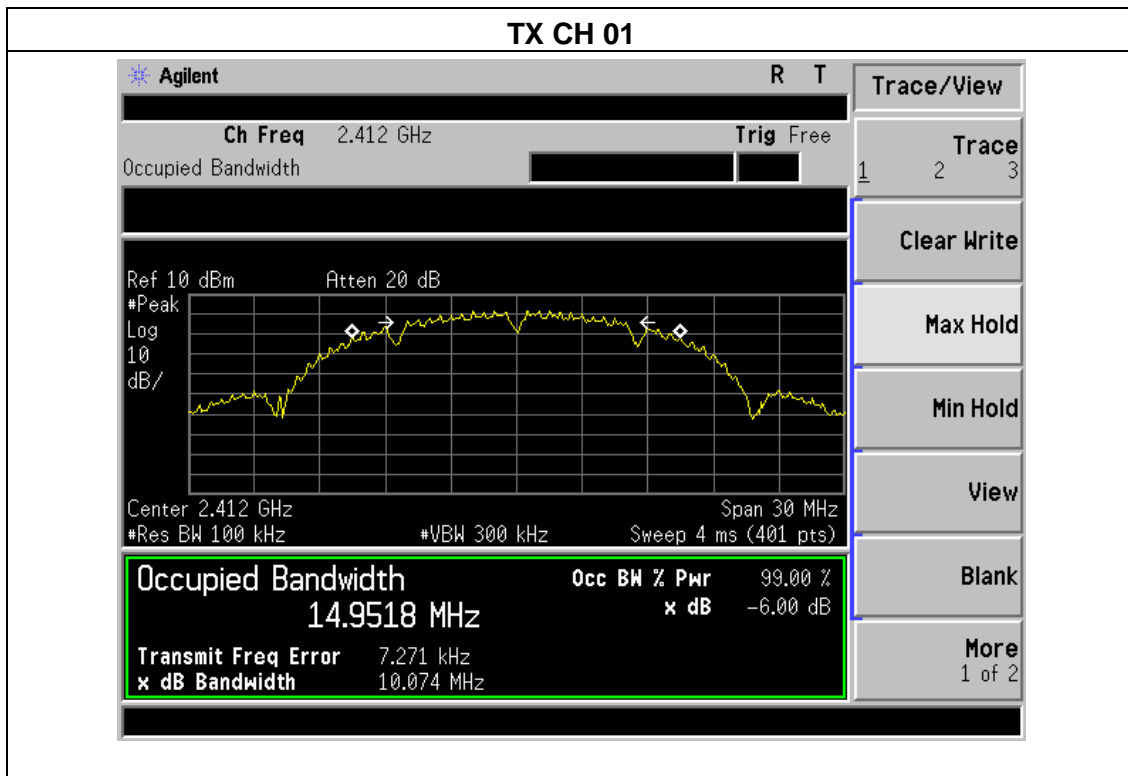 TX CH 01
Agilent R T
Ch Freq 2.412 GHz Trig Free
Occupied Bandwidth
Ref 10 dBm Atten 20 dB
#Peak
Log
10
dB/
Center 2.412 GHz Span 30 MHz
#Res BW 100 kHz #VBW 300 kHz Sweep 4 ms (401 pts)
Occupied Bandwidth
14.9518 MHz
Occ BW % Pwr 99.00 %
x dB -6.00 dB
Transmit Freq Error 7.271 kHz
x dB Bandwidth 10.074 MHz
Trace/View
Trace
1 2 3
Clear Write
Max Hold
Min Hold
View
Blank
More
1 of 2